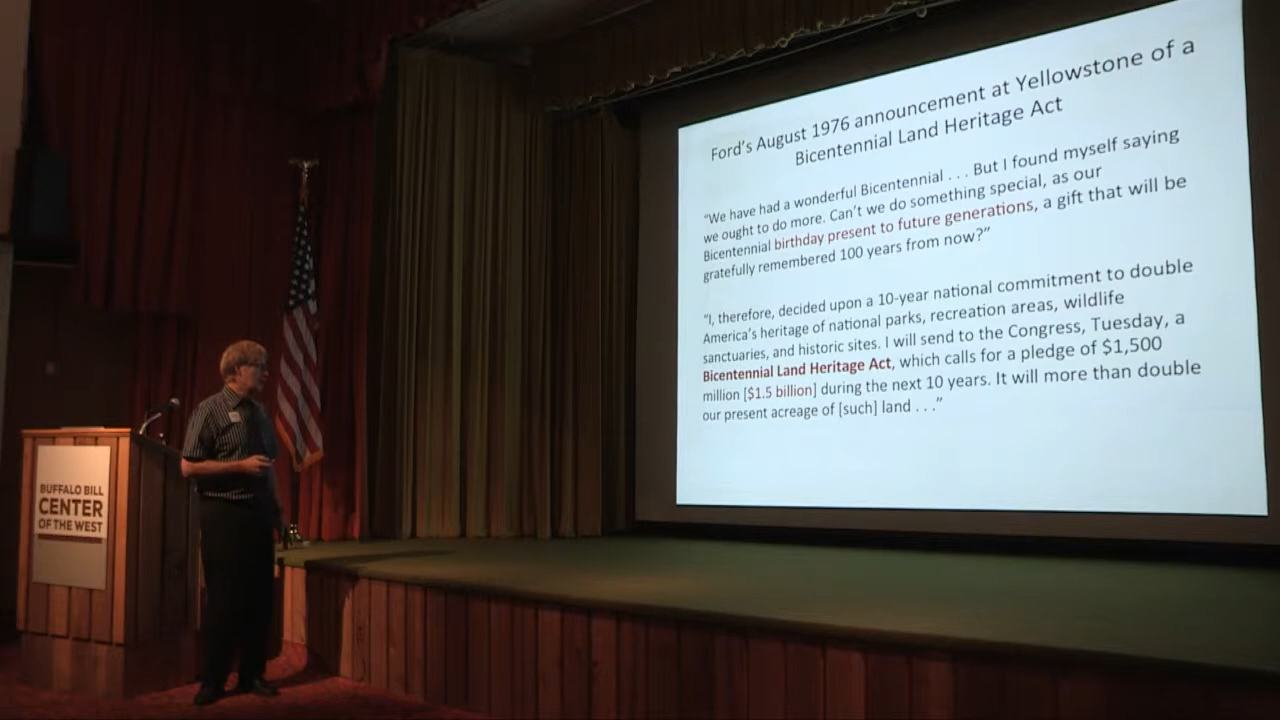 Ford's August 1976 announcement at Yellowstone of a
Bicentennial Land Heritage Act
“We have had a wonderful Bicentennial . . . But I found myself saying
we ought to do more. Can't we do something special, as our
Bicentennial birthday present to future generations, a gift that will be
gratefully remembered 100 years from now?”
“I, therefore, decided upon a 10-year national commitment to double
America's heritage of national parks, recreation areas, wildlife
sanctuaries, and historic sites. I will send to the Congress, Tuesday, a
Bicentennial Land Heritage Act, which calls for a pledge of $1,500
million [$1.5 billion] during the next 10 years. It will more than double
our present acreage of [such] land . . .”
BUFFALO BILL
CENTER
OF THE WEST